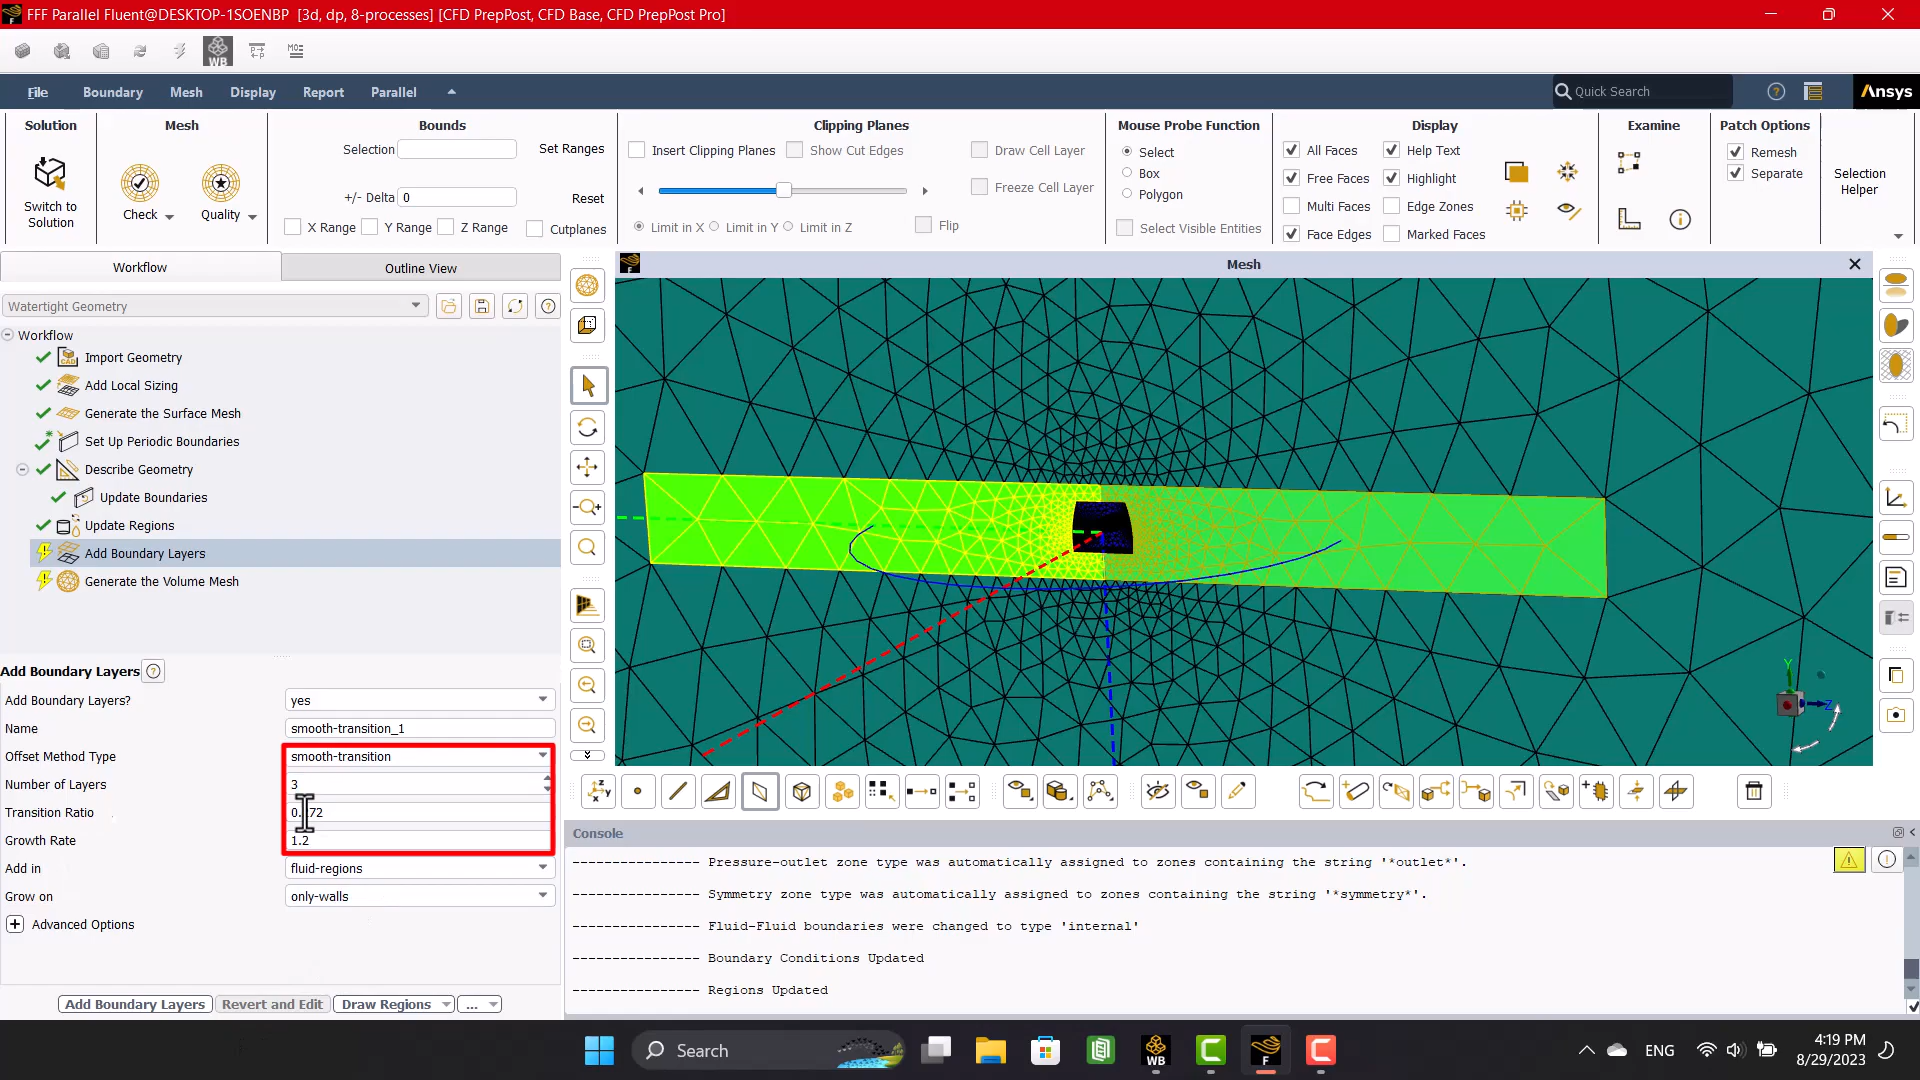 FFF Parallel Fluent@DESKTOP-1SOENBP [3d, dp, 8-processes] [CFD PrepPost, CFD Base, CFD PrepPost Pro]
WB
File Boundary Mesh Display Report Parallel
Quick Search
Ansys
Solution Mesh Bounds Clipping Planes Mouse Probe Function Display Examine Patch Options
Switch to Solution
Check Quality
Selection Set Ranges
+/- Delta 0 Reset
X Range Y Range Z Range Cutplanes
Insert Clipping Planes Show Cut Edges Draw Cell Layer
Freeze Cell Layer
Limit in X Limit in Y Limit in Z Flip
Select
Box
Polygon
Select Visible Entities
All Faces Help Text
Free Faces Highlight
Multi Faces Edge Zones
Face Edges Marked Faces
Remesh
Separate
Selection Helper
Workflow Outline View
Mesh
Watertight Geometry
Workflow
Import Geometry
Add Local Sizing
Generate the Surface Mesh
Set Up Periodic Boundaries
Describe Geometry
Update Boundaries
Update Regions
Add Boundary Layers
Generate the Volume Mesh
Y
Z
Add Boundary Layers
Add Boundary Layers? yes
Name smooth-transition_1
Offset Method Type smooth-transition
Number of Layers 3
Transition Ratio
Growth Rate 1.2
Add in fluid-regions
Grow on only-walls
Advanced Options
Add Boundary Layers Revert and Edit Draw Regions ...
Console
--------------- Pressure-outlet zone type was automatically assigned to zones containing the string '*outlet*'.
--------------- Symmetry zone type was automatically assigned to zones containing the string '*symmetry*'.
--------------- Fluid-Fluid boundaries were changed to type 'internal'
--------------- Boundary Conditions Updated
--------------- Regions Updated
Search
WB
F
ENG
4:19 PM
8/29/2023